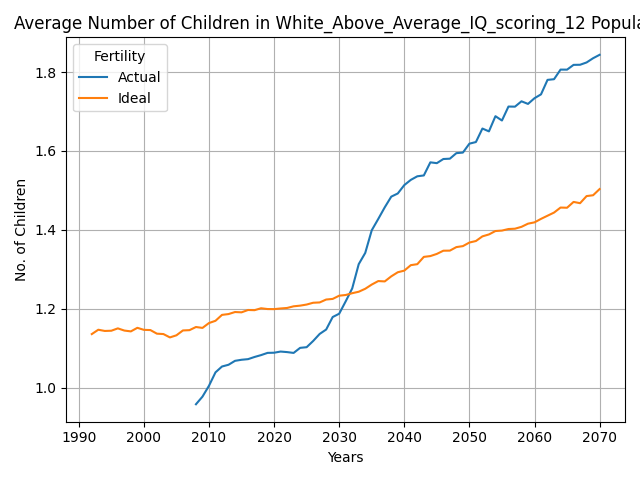 Average Number of Children in White_Above_Average_IQ_scoring_12 Popula
Fertility
Actual
Ideal
No. of Children
1.8
1.6
1.4
1.2
1.0
1990 2000 2010 2020 2030 2040 2050 2060 2070
Years